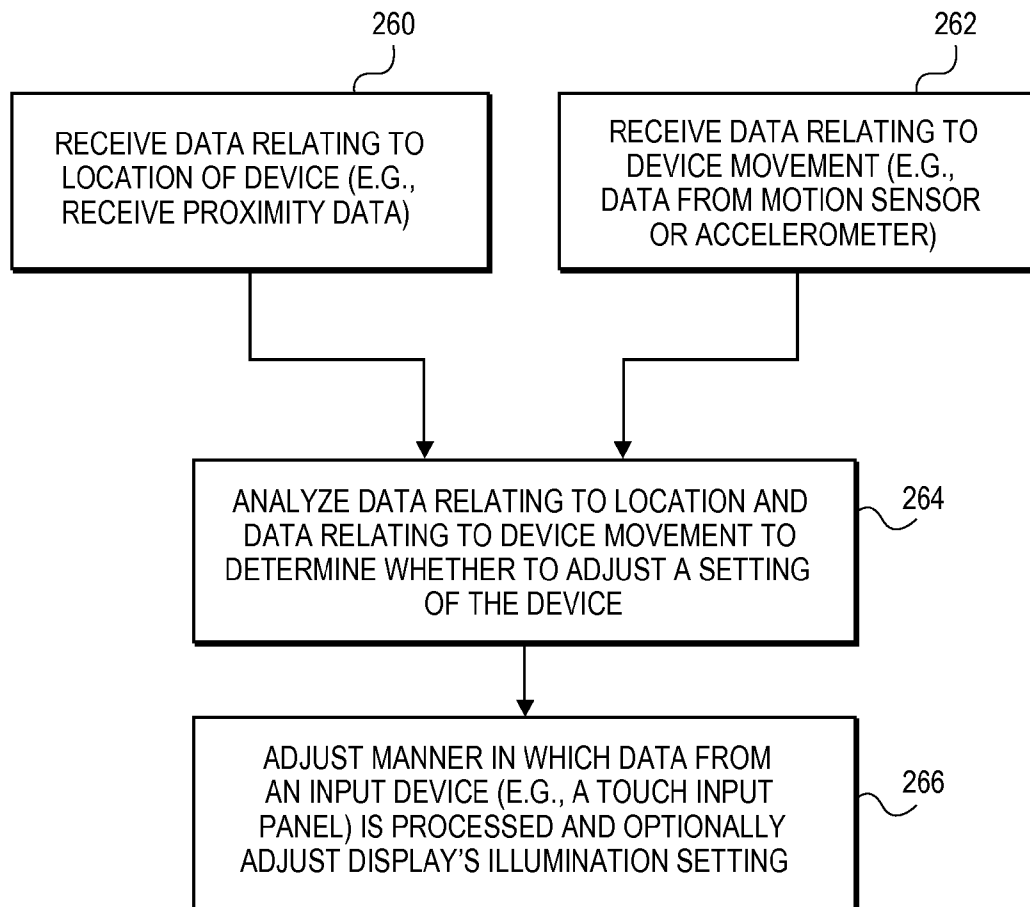 260
RECEIVE DATA RELATING TO
LOCATION OF DEVICE (E.G.,
RECEIVE PROXIMITY DATA)
262
RECEIVE DATA RELATING TO
DEVICE MOVEMENT (E.G.,
DATA FROM MOTION SENSOR
OR ACCELEROMETER)
ANALYZE DATA RELATING TO LOCATION AND
DATA RELATING TO DEVICE MOVEMENT TO
DETERMINE WHETHER TO ADJUST A SETTING
OF THE DEVICE
264
ADJUST MANNER IN WHICH DATA FROM
AN INPUT DEVICE (E.G., A TOUCH INPUT
PANEL) IS PROCESSED AND OPTIONALLY
ADJUST DISPLAY'S ILLUMINATION SETTING
266